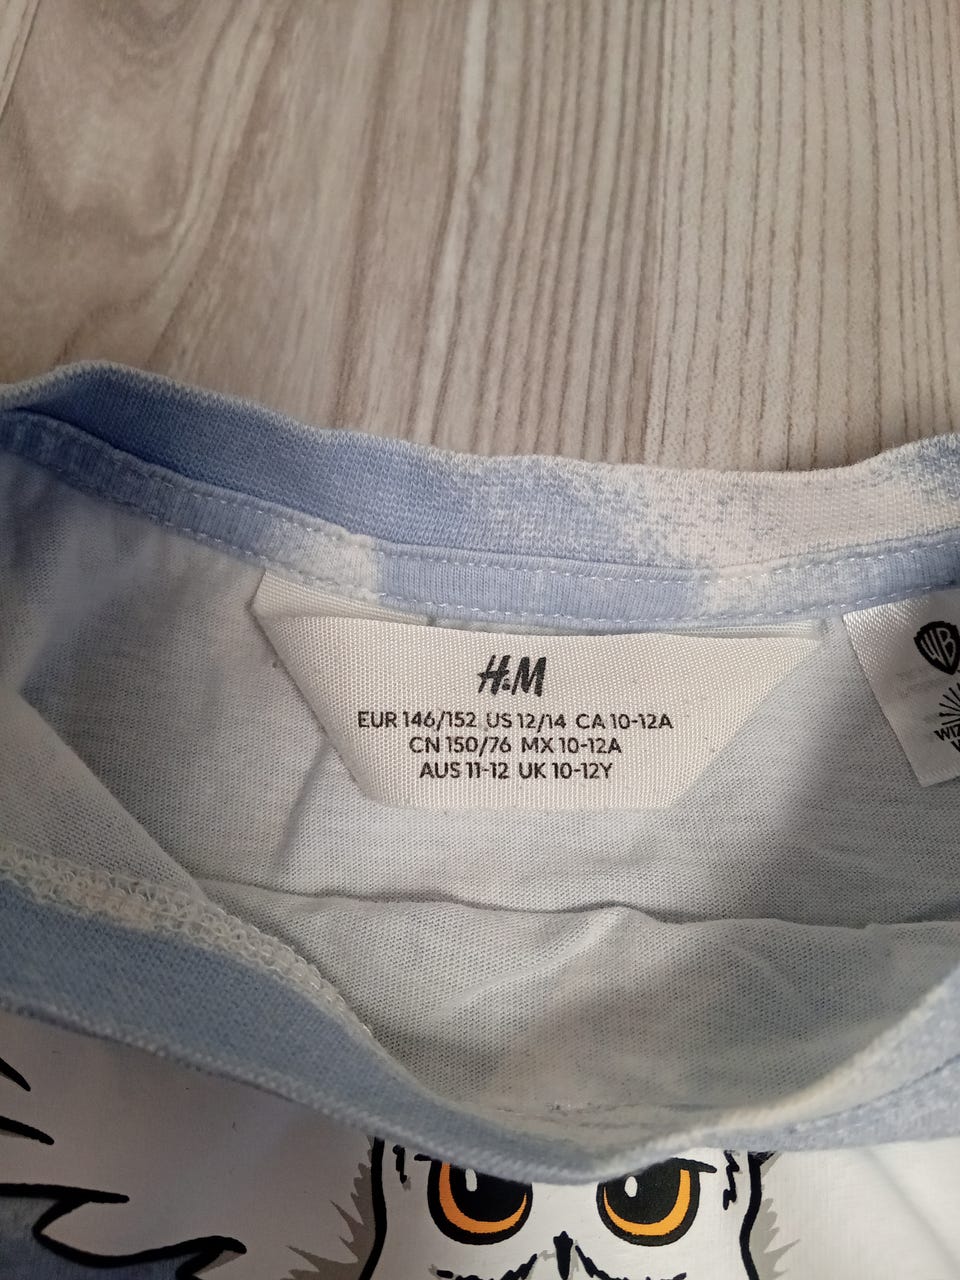 H&M
EUR 146/152 US 12/14 CA 10-12A
CN 150/76 MX 10-12A
AUS 11-12 UK 10-12Y
WB